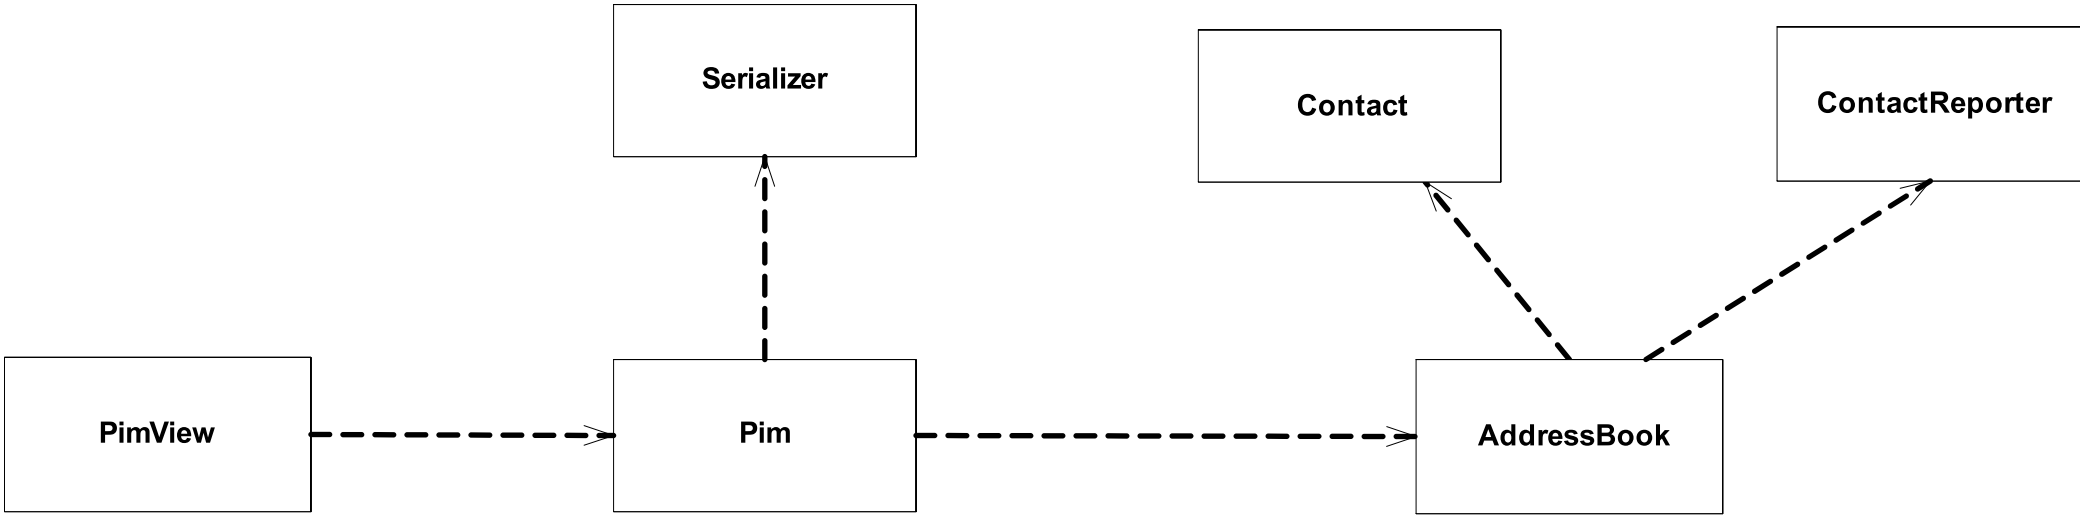 Serializer
Contact
ContactReporter
PimView
Pim
AddressBook